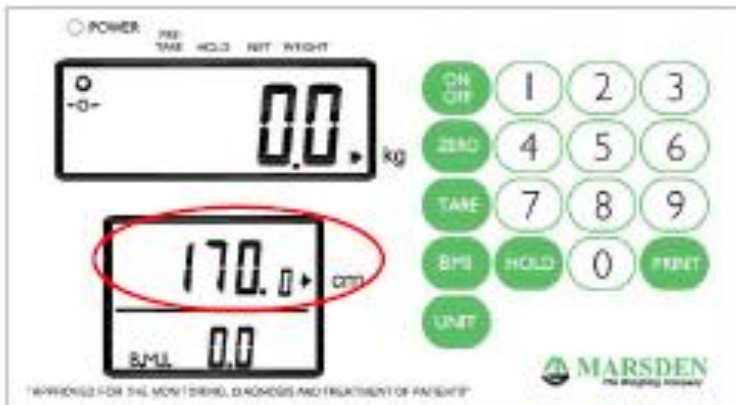 POWER
PRE-
TARE HOLD NET WEIGHT
0.0 kg
170.0 cm
B.M.I. 0.0
ON
OFF 1 2 3
ZERO 4 5 6
TARE 7 8 9
BMI HOLD 0 PRINT
UNIT
MARSDEN
The Weighing Company
"APPROVED FOR THE MONITORING, DIAGNOSIS AND TREATMENT OF PATIENTS"